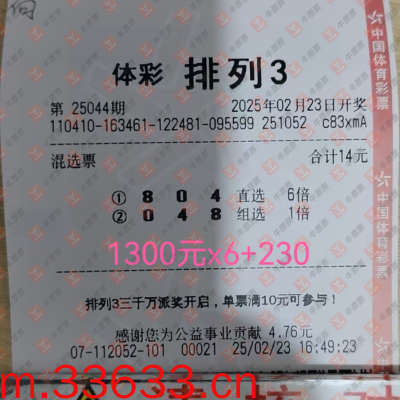 体彩 排列3
第 25044期 2025年02月23日开奖
110410-163461-122481-095599 251052 c83xmA
混选票 合计14元
① 8 0 4 直选 6倍
② 0 4 8 组选 1倍
1300元x6+230
排列3三千万派奖开启，单票满10元可参与！
感谢您为公益事业贡献 4.76元
07-112052-101 00021 25/02/23 16:49:23
m.33633.cn
中国体育彩票
中国体育彩票